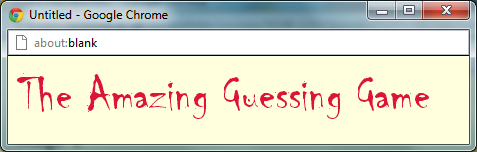 Untitled - Google Chrome
about:blank
The Amazing Guessing Game